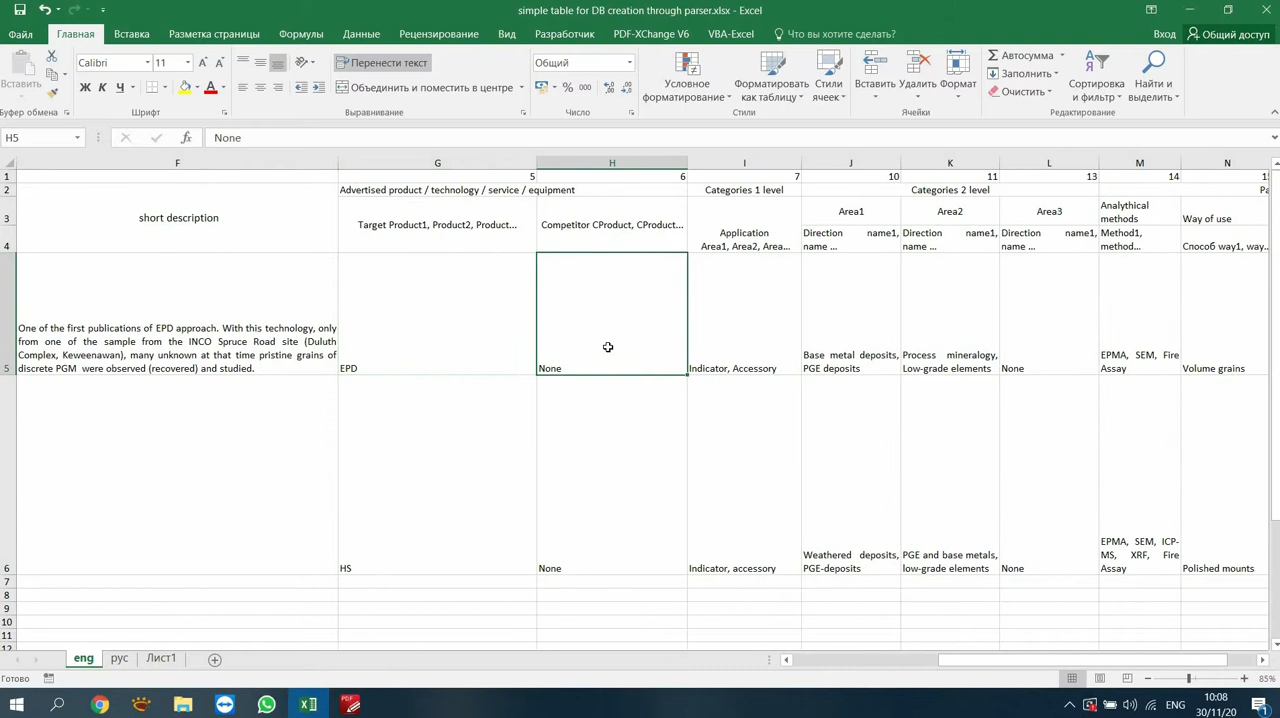 simple table for DB creation through parser.xlsx - Excel
Файл Главная Вставка Разметка страницы Формулы Данные Рецензирование Вид Разработчик PDF-XChange V6 VBA-Excel Что вы хотите сделать? Вход Общий доступ
Вставить
Calibri 11
Ж К Ч
Перенести текст
Объединить и поместить в центре
Общий
% 000
Условное форматирование
Форматировать как таблицу
Стили ячеек
Вставить Удалить Формат
Автосумма
Заполнить
Очистить
Сортировка и фильтр
Найти и выделить
Буфер обмена Шрифт Выравнивание Число Стили Ячейки Редактирование
H5 fx None
F G H I J K L M N
1 5 6 7 10 11 13 14 15
2 Advertised product / technology / service / equipment Categories 1 level Categories 2 level Pa
3 short description Target Product1, Product2, Product... Competitor CProduct, CProduct... Area1 Area2 Area3 Analythical methods Way of use
4 Application Area1, Area2, Area... Direction name1, name ... Direction name1, name ... Direction name1, name ... Method1, method... Способ way1, way...
One of the first publications of EPD approach. With this technology, only
from one of the sample from the INCO Spruce Road site (Duluth
Complex, Keweenawan), many unknown at that time pristine grains of
discrete PGM were observed (recovered) and studied.
5 EPD None Indicator, Accessory Base metal deposits, PGE deposits Process mineralogy, Low-grade elements None EPMA, SEM, Fire Assay Volume grains
6 HS None Indicator, accessory Weathered deposits, PGE-deposits PGE and base metals, low-grade elements None EPMA, SEM, ICP-MS, XRF, Fire Assay Polished mounts
7
8
9
10
11
12
eng рус Лист1
Готово 85%
ENG 10:08
30/11/20
1